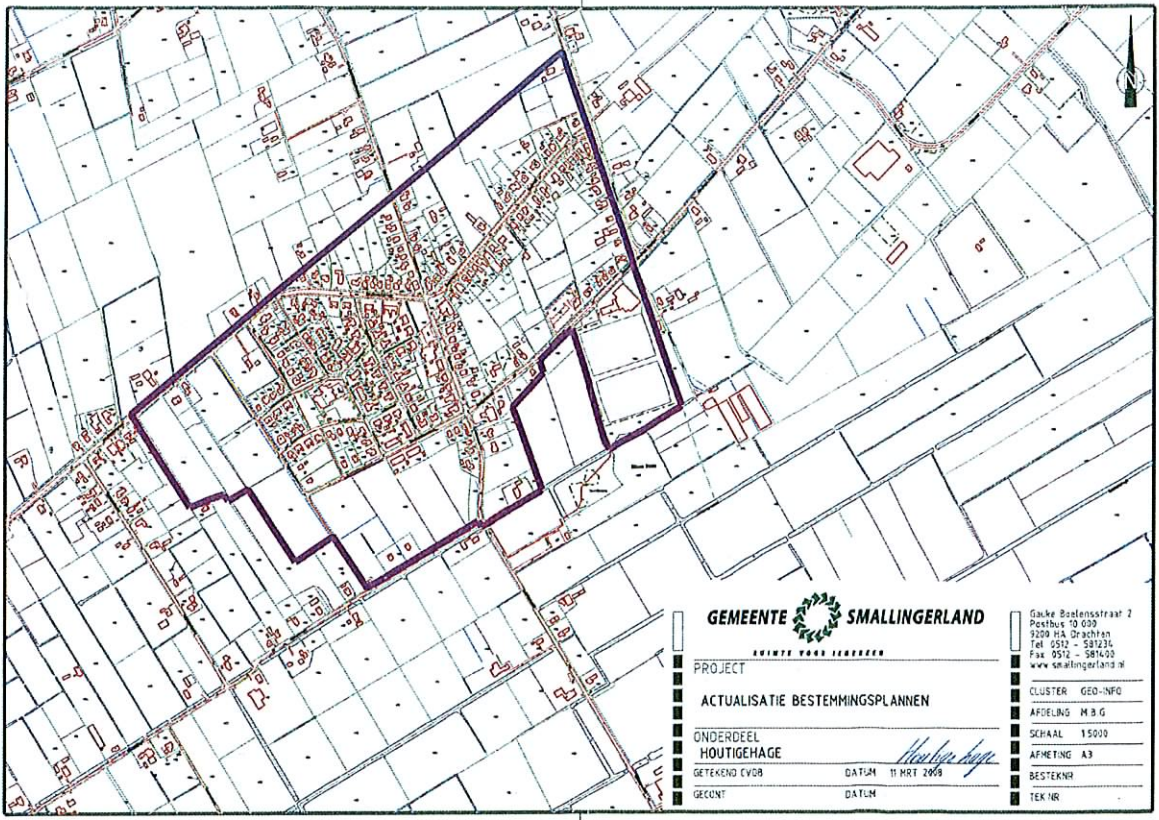 N
GEMEENTE SMALLINGERLAND
RUIMTE VOOR IEDEREEN
PROJECT
ACTUALISATIE BESTEMMINGSPLANNEN
ONDERDEEL
HOUTIGEHAGE
Houtige hage
GETEKEND CVDB DATUM 11 MRT 2008
GECONT DATUM
Gauke Boelensstraat 2
Postbus 10 000
9200 HA Drachten
Tel 0512 - 581234
Fax 0512 - 581400
www smallingerland nl
CLUSTER GEO-INFO
AFDELING M.B.G
SCHAAL 1:5000
AFMETING A3
BESTEKNR
TEK NR